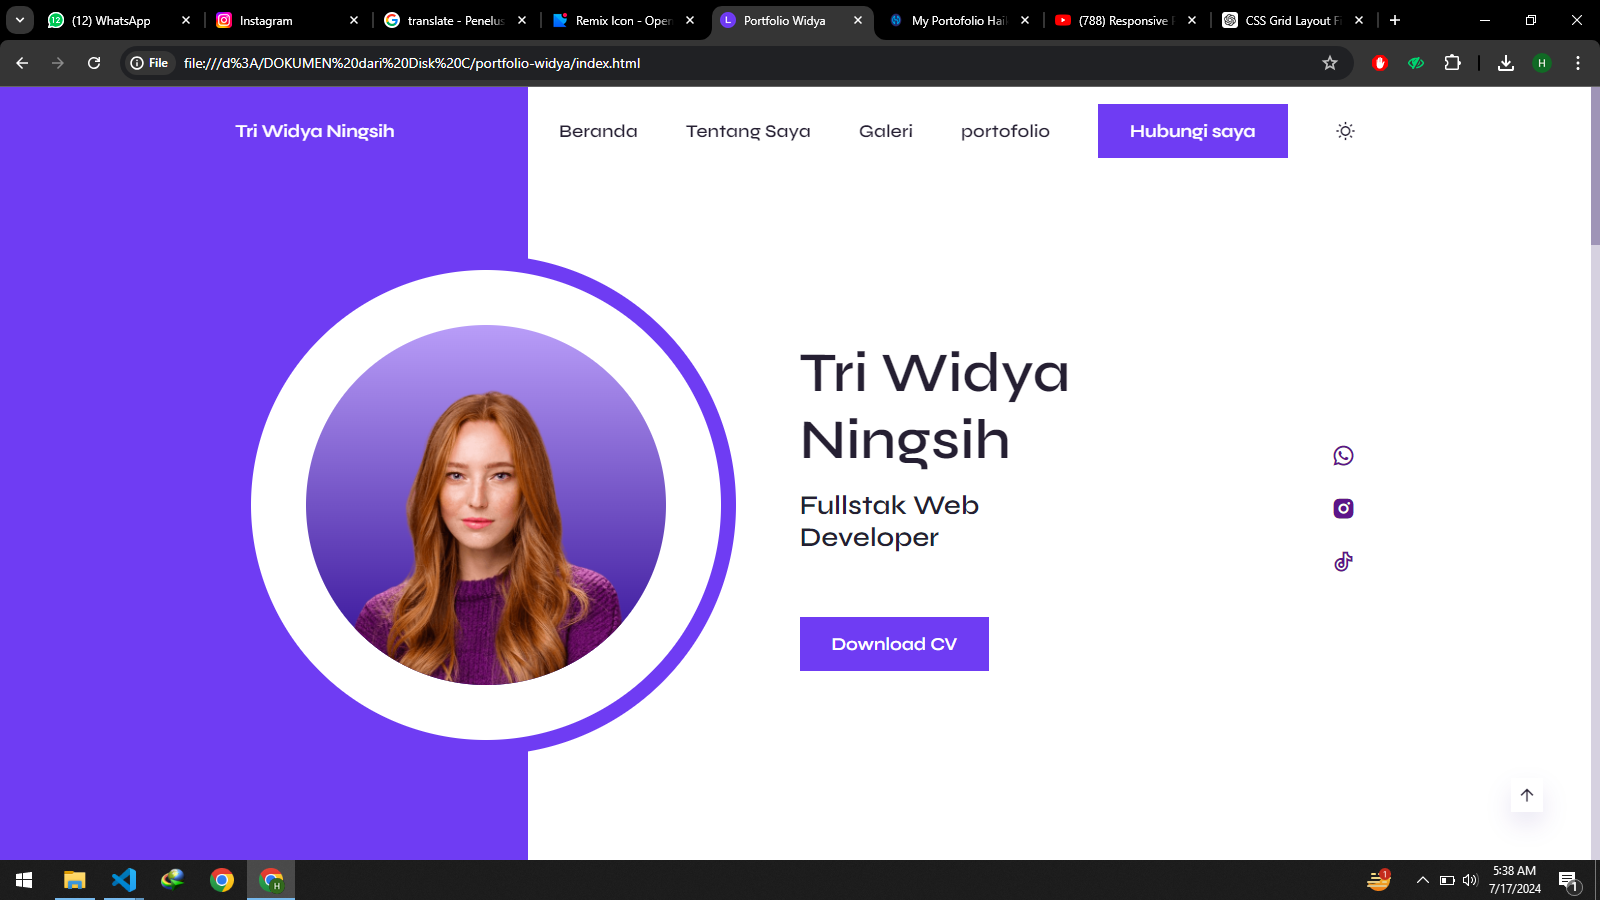 (12) WhatsApp
Instagram
translate - Penelus
Remix Icon - Open
Portfolio Widya
My Portofolio Hail
(788) Responsive
CSS Grid Layout Fi
File
file:///d%3A/DOKUMEN%20dari%20Disk%20C/portfolio-widya/index.html
Tri Widya Ningsih
Beranda
Tentang Saya
Galeri
portofolio
Hubungi saya
Tri Widya
Ningsih
Fullstak Web
Developer
Download CV
5:38 AM
7/17/2024